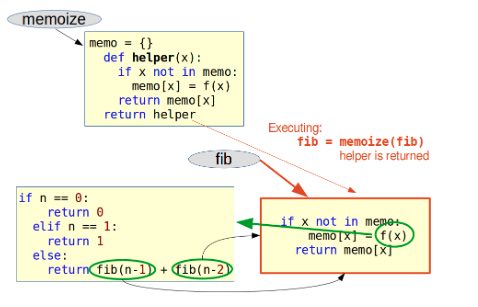 memoize
memo = {}
def helper(x):
if x not in memo:
memo[x] = f(x)
return memo[x]
return helper
Executing:
fib = memoize(fib)
helper is returned
fib
if n == 0:
return 0
elif n == 1:
return 1
else:
return fib(n-1) + fib(n-2)
if x not in memo:
memo[x] = f(x)
return memo[x]